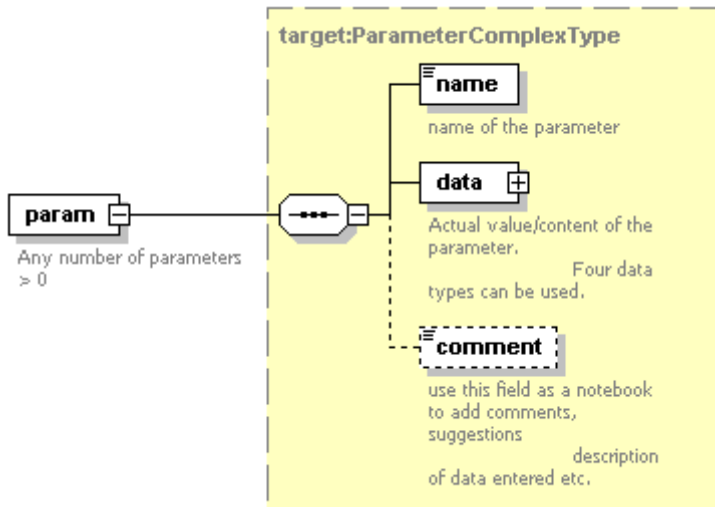 target:ParameterComplexType
name
name of the parameter
data
Actual value/content of the
parameter.
Four data
types can be used.
param
Any number of parameters
> 0
comment
use this field as a notebook
to add comments,
suggestions
description
of data entered etc.